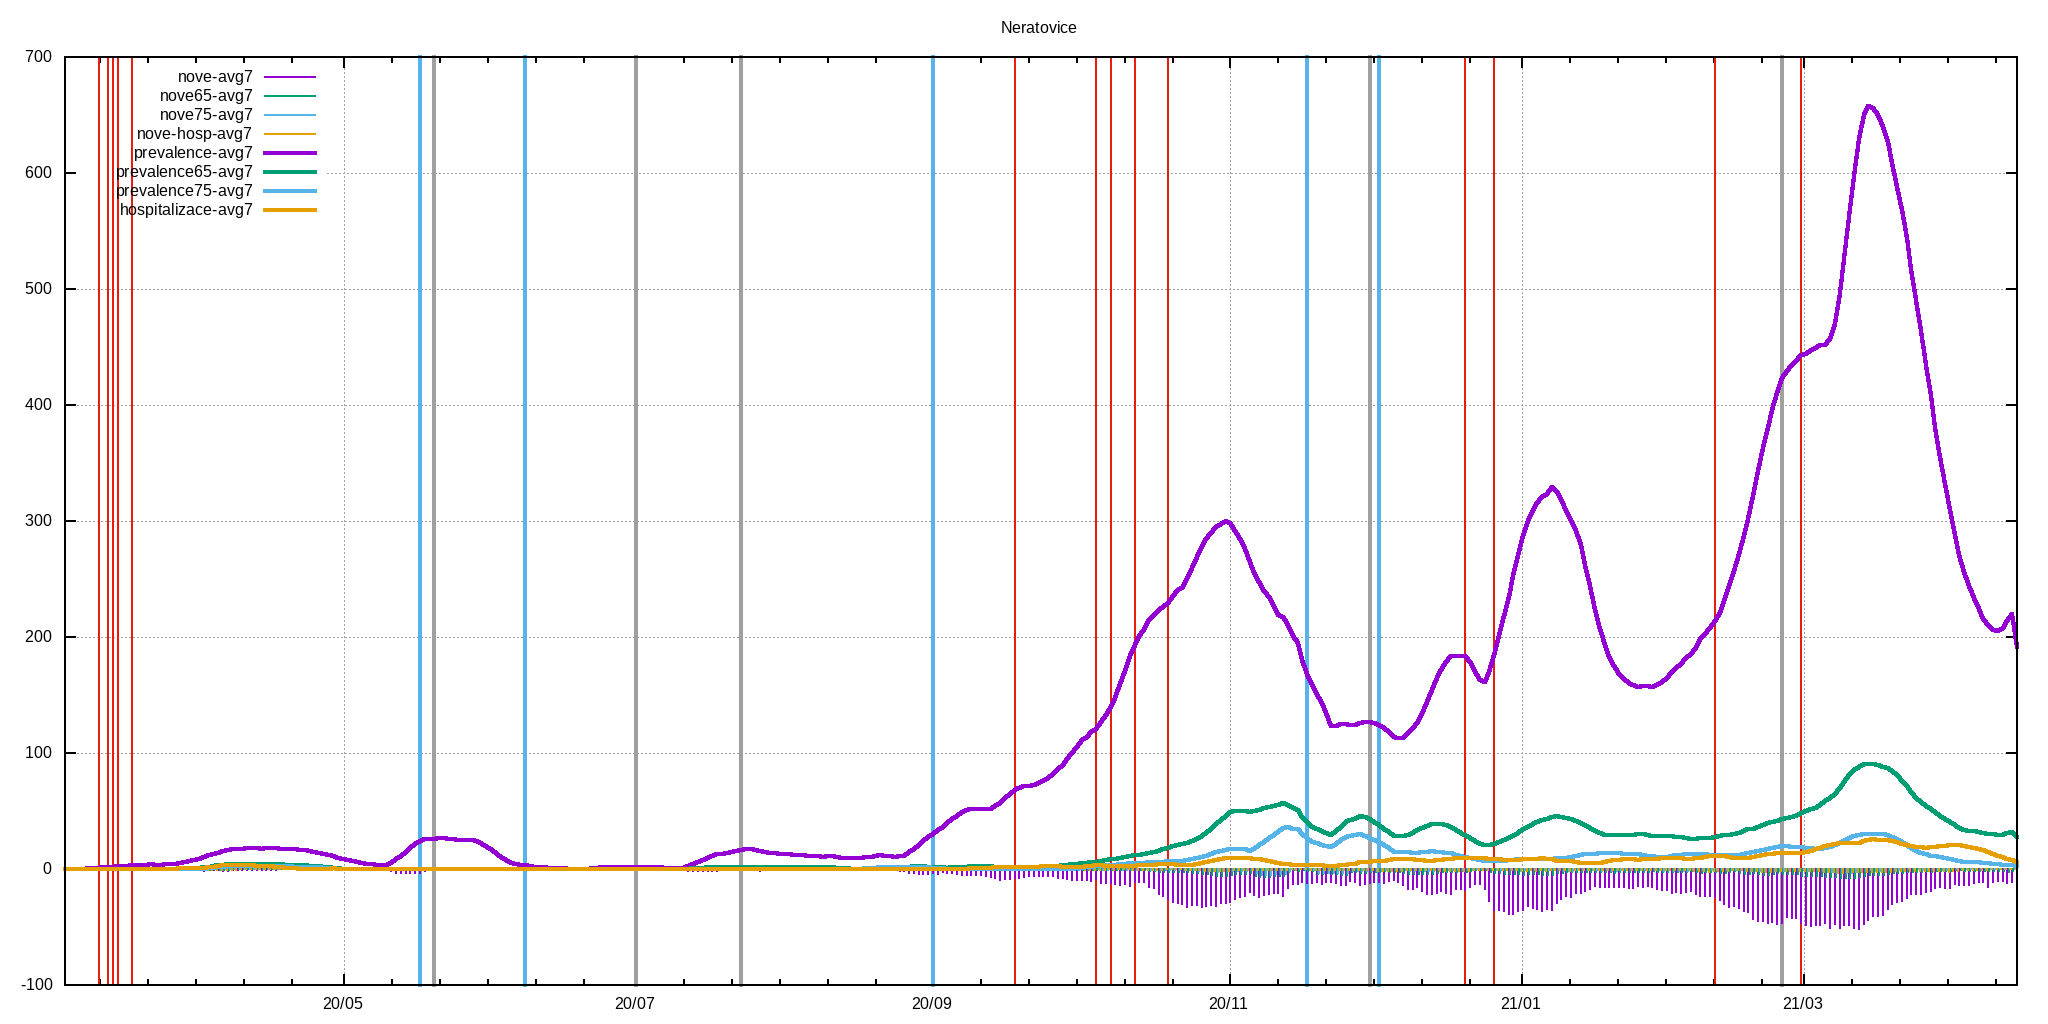 Neratovice
700
600
500
400
300
200
100
0
-100
nove-avg7
nove65-avg7
nove75-avg7
nove-hosp-avg7
prevalence-avg7
prevalence65-avg7
prevalence75-avg7
hospitalizace-avg7
20/05 20/07 20/09 20/11 21/01 21/03